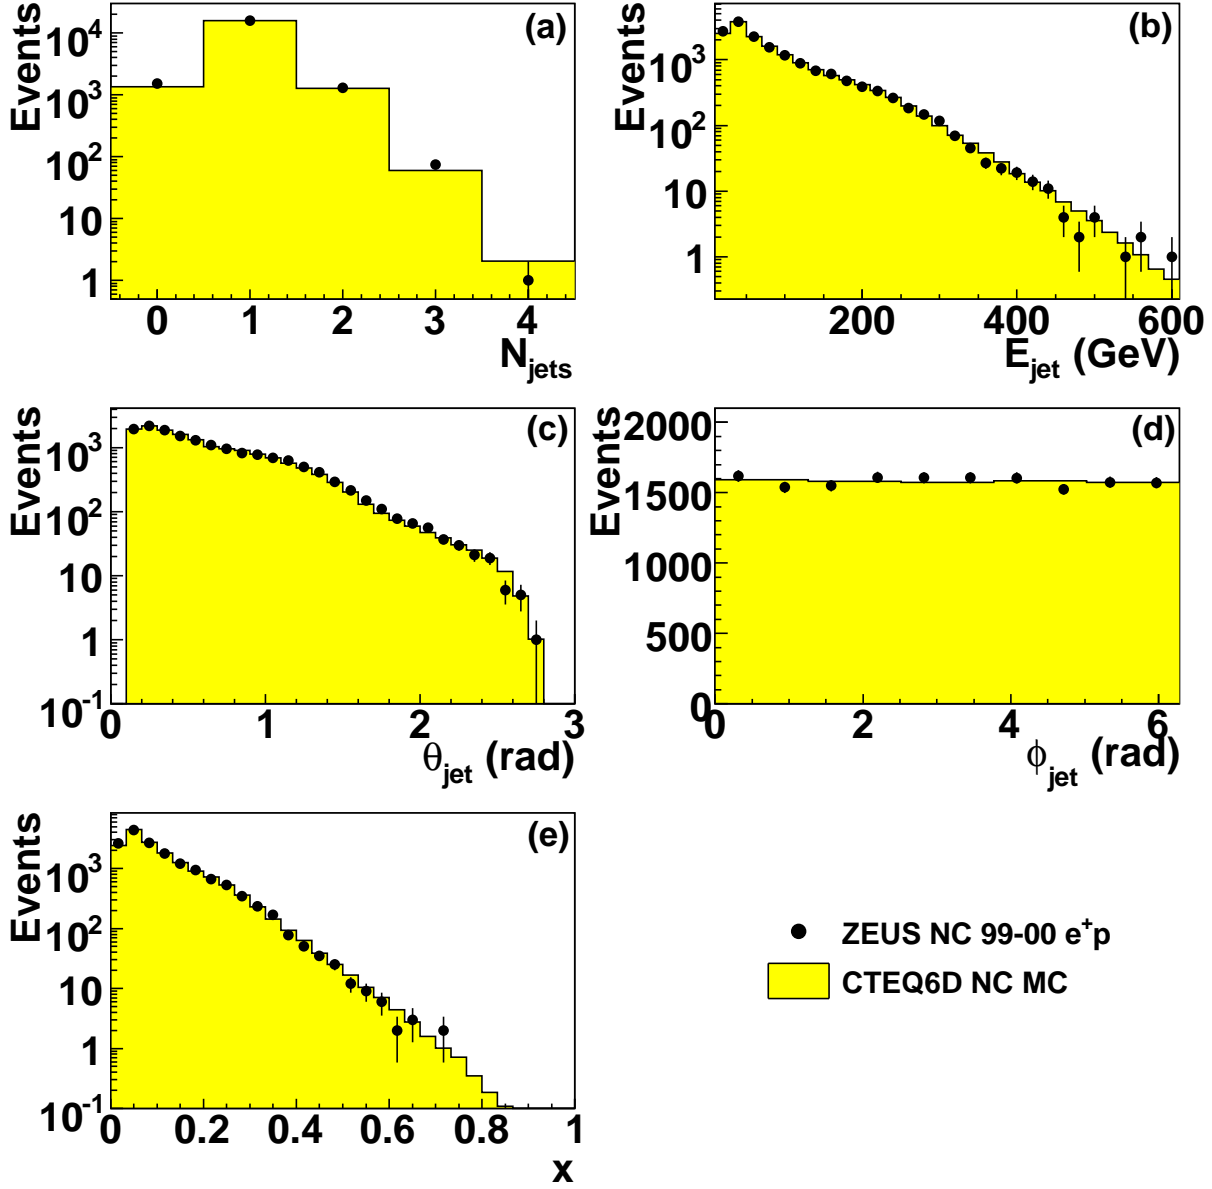 (a)
Events
10⁴
10³
10²
10
1
0 1 2 3 4
N_jets
(b)
Events
10³
10²
10
1
200 400 600
E_jet (GeV)
(c)
Events
10³
10²
10
1
10⁻¹
0 1 2 3
θ_jet (rad)
(d)
Events
2000
1500
1000
500
0
0 2 4 6
ϕ_jet (rad)
(e)
Events
10³
10²
10
1
10⁻¹
0 0.2 0.4 0.6 0.8 1
x
ZEUS NC 99-00 e⁺p
CTEQ6D NC MC